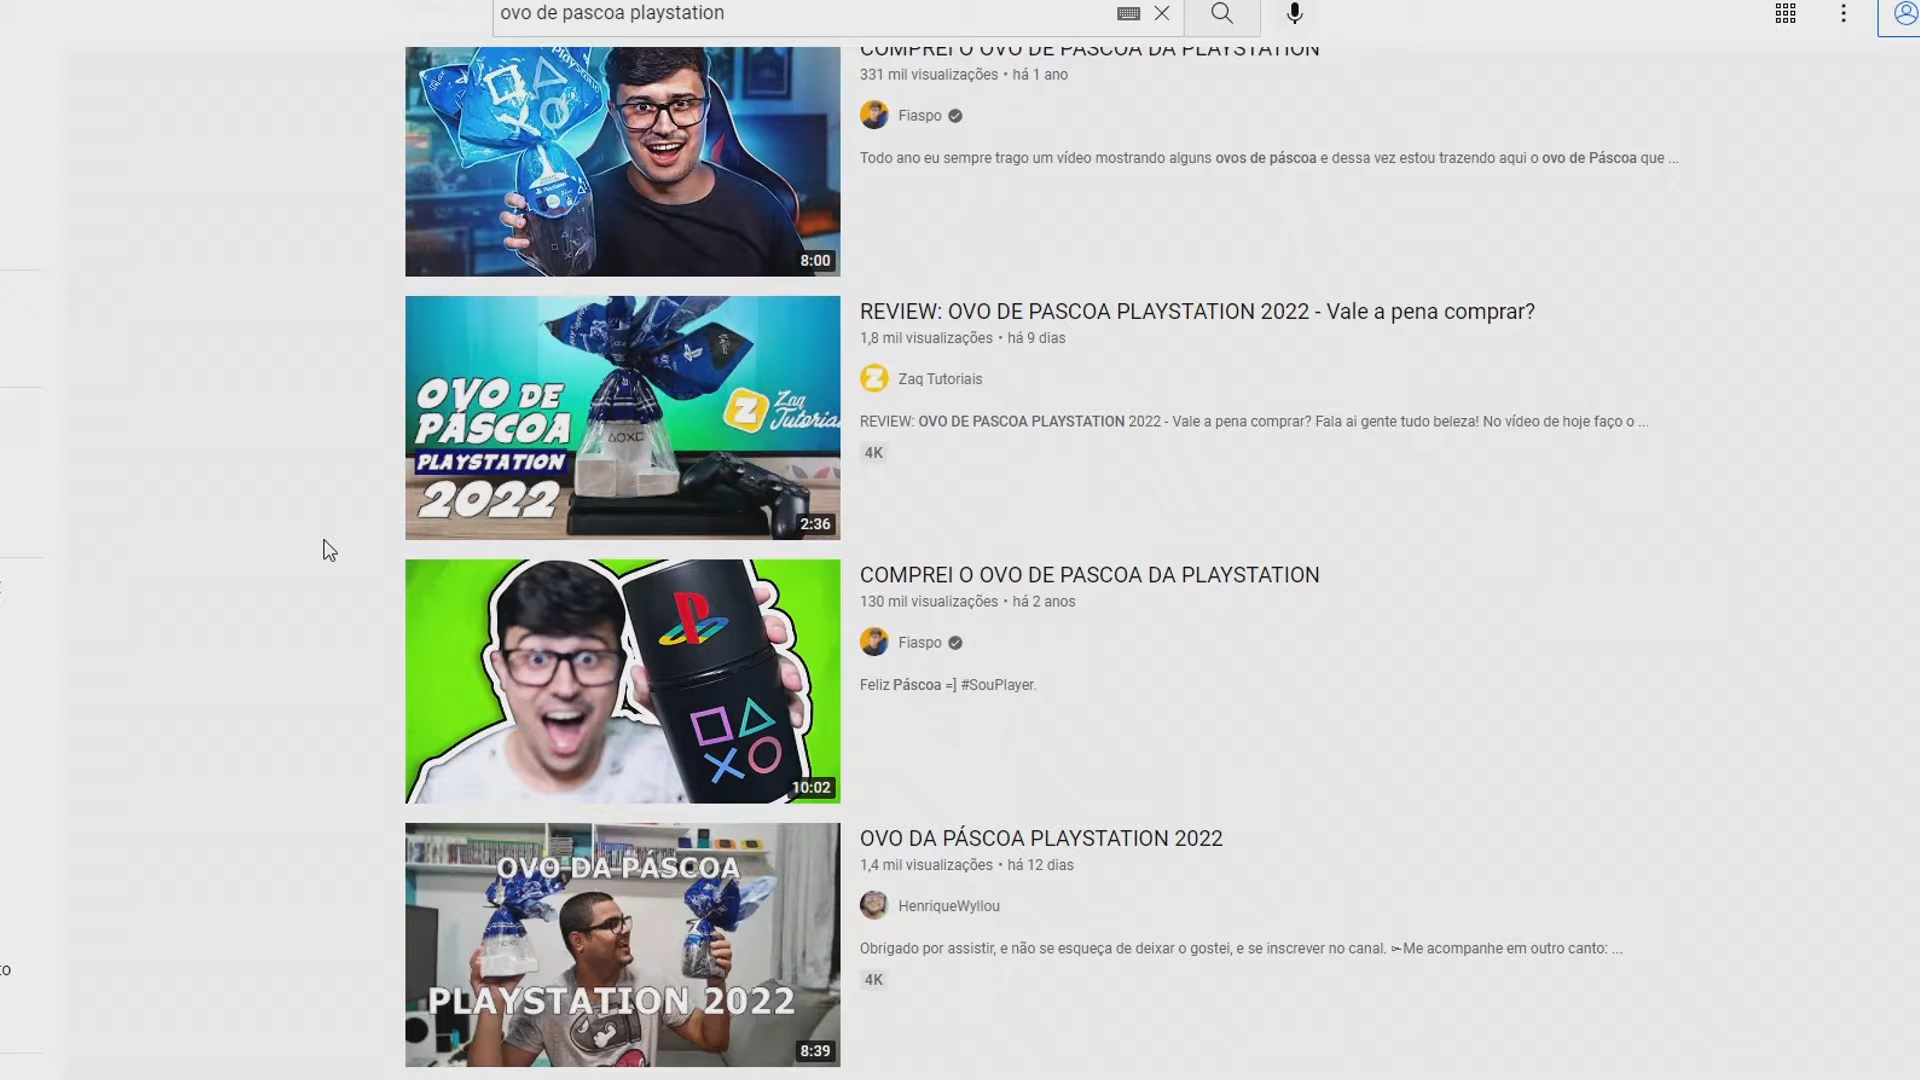 ovo de pascoa playstation
COMPREI O OVO DE PASCOA DA PLAYSTATION
331 mil visualizações • há 1 ano
Fiaspo
Todo ano eu sempre trago um vídeo mostrando alguns ovos de páscoa e dessa vez estou trazendo aqui o ovo de Páscoa que ...
8:00
REVIEW: OVO DE PASCOA PLAYSTATION 2022 - Vale a pena comprar?
1,8 mil visualizações • há 9 dias
Zaq Tutoriais
REVIEW: OVO DE PASCOA PLAYSTATION 2022 - Vale a pena comprar? Fala ai gente tudo beleza! No vídeo de hoje faço o ...
4K
OVO DE
PÁSCOA
PLAYSTATION
2022
Z
Zaq
2:36
COMPREI O OVO DE PASCOA DA PLAYSTATION
130 mil visualizações • há 2 anos
Fiaspo
Feliz Páscoa =] #SouPlayer.
10:02
OVO DA PÁSCOA PLAYSTATION 2022
1,4 mil visualizações • há 12 dias
HenriqueWyllou
Obrigado por assistir, e não se esqueça de deixar o gostei, e se inscrever no canal. ➛Me acompanhe em outro canto: ...
4K
OVO DA PÁSCOA
PLAYSTATION 2022
8:39